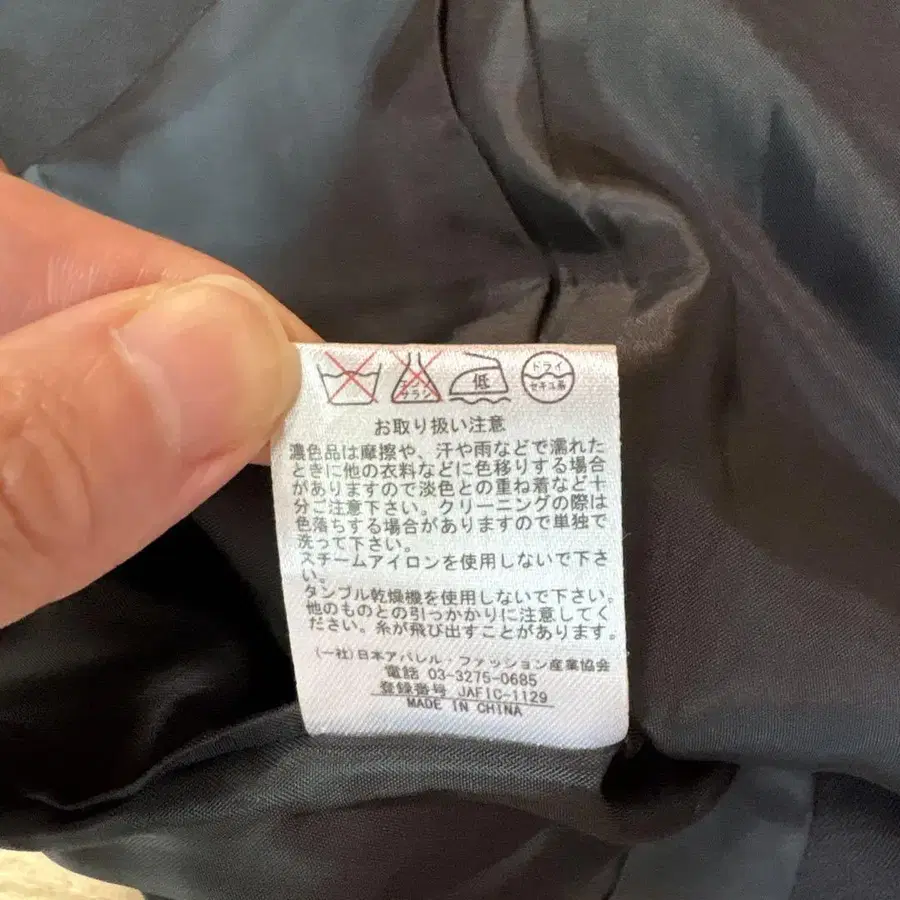 エンソ サラシ 低 ドライ セキユ系
お取り扱い注意
濃色品は摩擦や、汗や雨などで濡れた
ときに他の衣料などに色移りする場合
がありますので淡色との重ね着など十
分ご注意下さい。クリーニングの際は
色落ちする場合がありますので単独で
洗って下さい。
スチームアイロンを使用しないで下さ
い。
タンブル乾燥機を使用しないで下さい。
他のものとの引っかかりに注意してく
ださい。糸が飛び出すことがあります。
(一社)日本アパレル・ファッション産業協会
電話 03-3275-0685
登録番号 JAFIC-1129
MADE IN CHINA